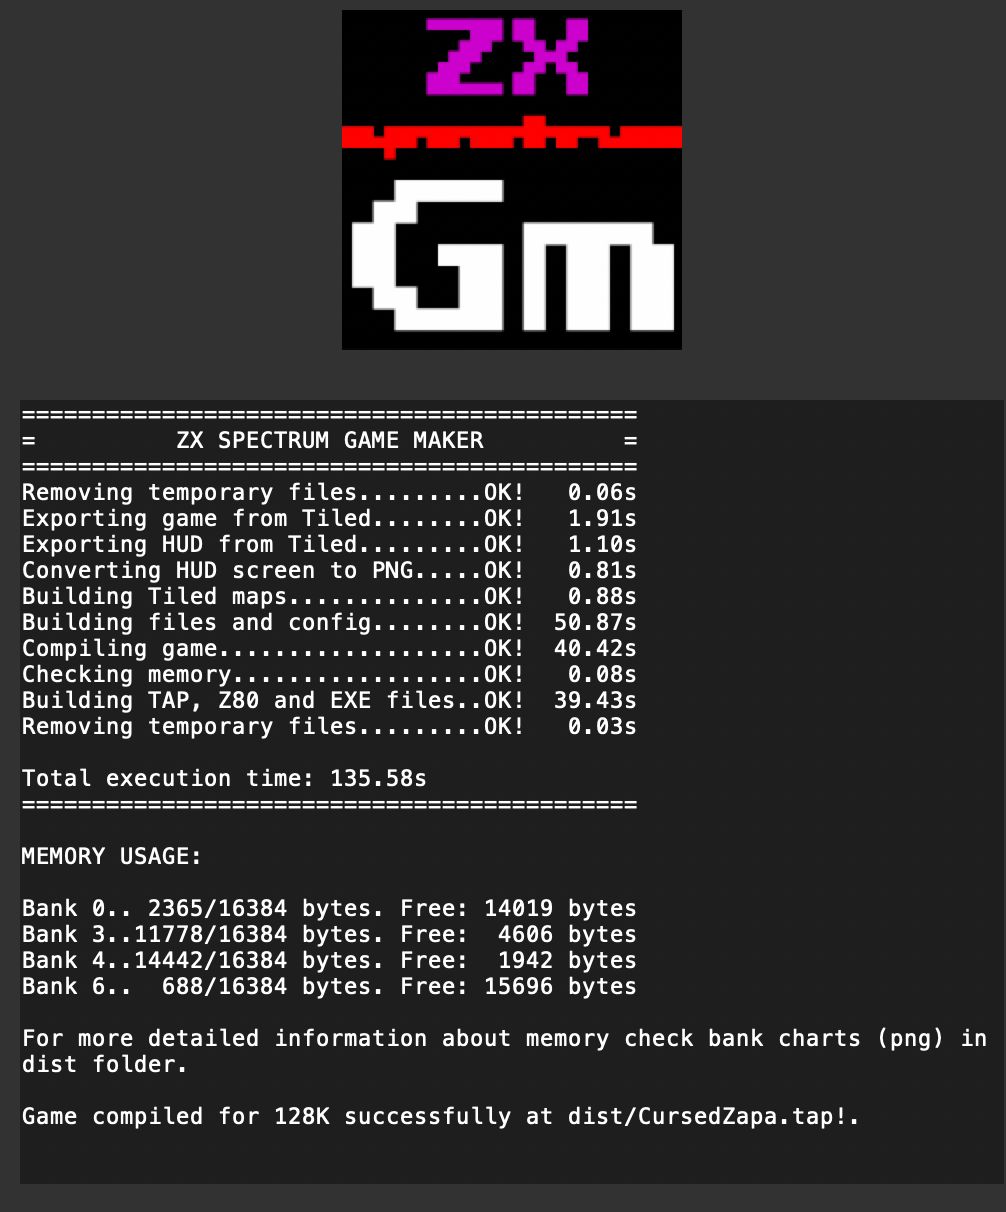 ZX
Gm
============================================
=          ZX SPECTRUM GAME MAKER          =
============================================
Removing temporary files.........OK!   0.06s
Exporting game from Tiled........OK!   1.91s
Exporting HUD from Tiled.........OK!   1.10s
Converting HUD screen to PNG.....OK!   0.81s
Building Tiled maps..............OK!   0.88s
Building files and config........OK!  50.87s
Compiling game...................OK!  40.42s
Checking memory..................OK!   0.08s
Building TAP, Z80 and EXE files..OK!  39.43s
Removing temporary files.........OK!   0.03s
Total execution time: 135.58s
============================================
MEMORY USAGE:
Bank 0.. 2365/16384 bytes. Free: 14019 bytes
Bank 3..11778/16384 bytes. Free:  4606 bytes
Bank 4..14442/16384 bytes. Free:  1942 bytes
Bank 6..  688/16384 bytes. Free: 15696 bytes
For more detailed information about memory check bank charts (png) in
dist folder.
Game compiled for 128K successfully at dist/CursedZapa.tap!.